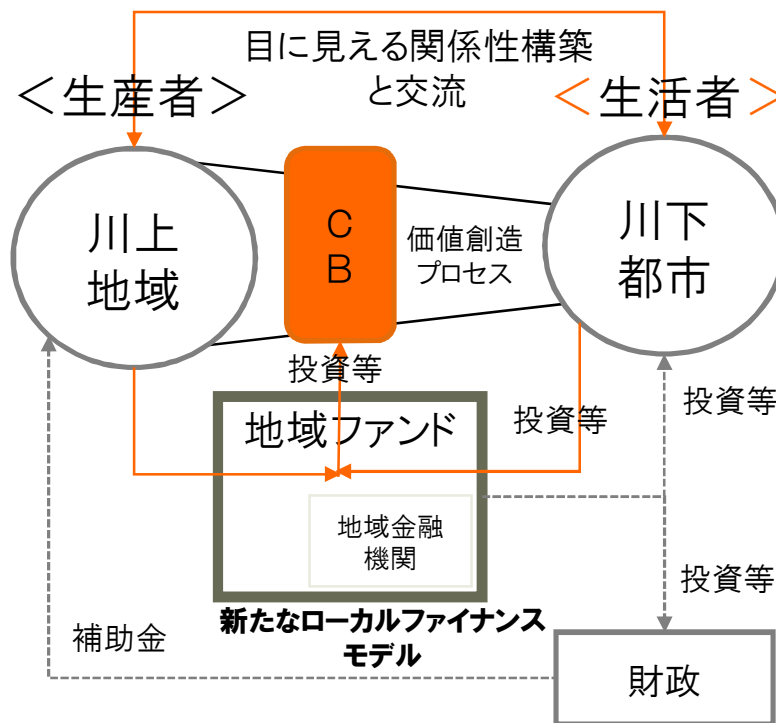 目に見える関係性構築
と交流
＜生産者＞
＜生活者＞
川上
地域
C
B
価値創造
プロセス
川下
都市
投資等
投資等
投資等
地域ファンド
地域金融
機関
投資等
新たなローカルファイナンス
モデル
補助金
財政